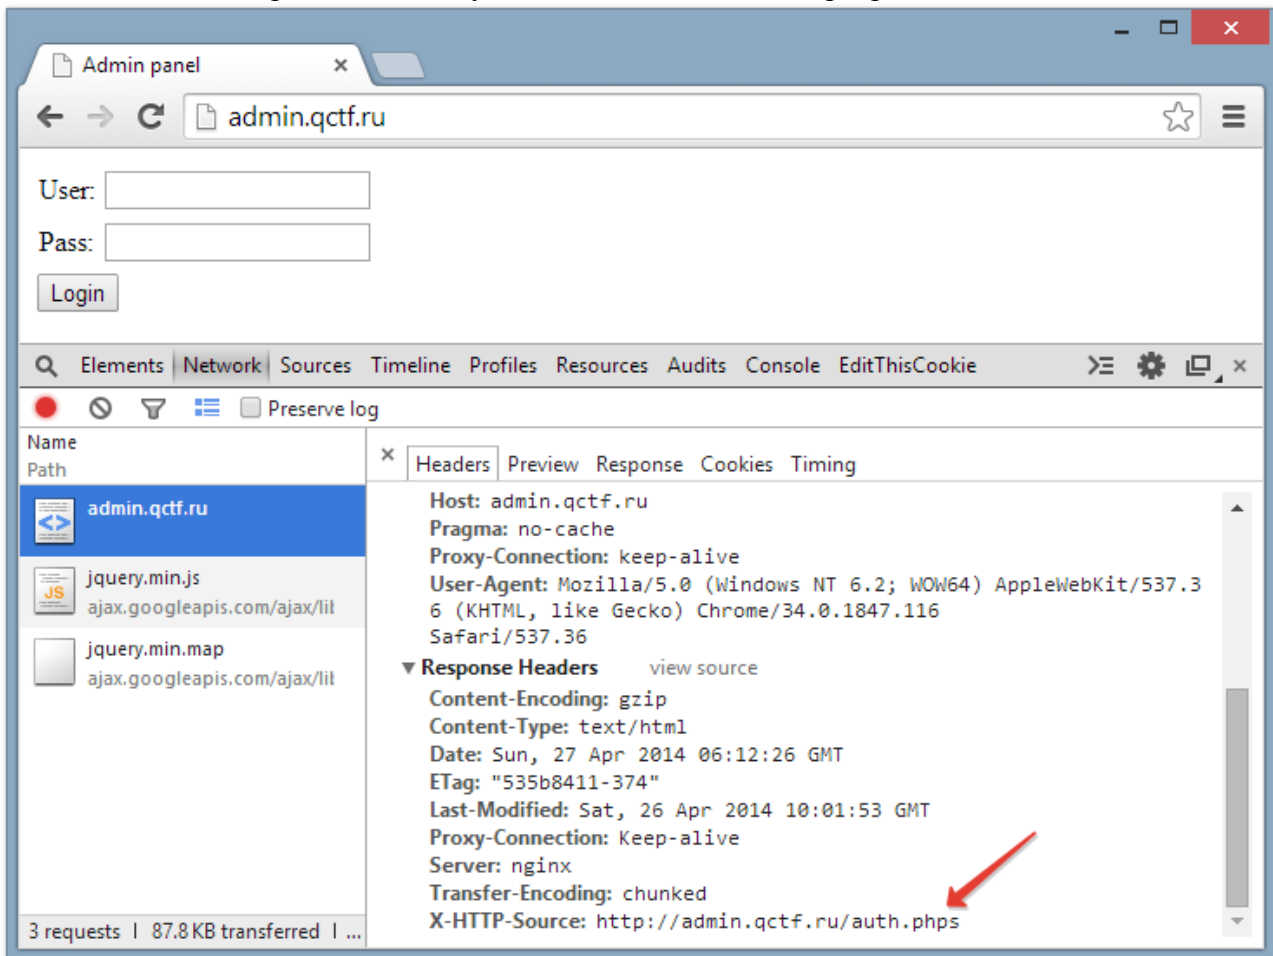 Admin panel ×
admin.qctf.ru
User:
Pass:
Login
Elements Network Sources Timeline Profiles Resources Audits Console EditThisCookie
Preserve log
Name
Path
Headers Preview Response Cookies Timing
admin.qctf.ru
jquery.min.js
ajax.googleapis.com/ajax/lib
jquery.min.map
ajax.googleapis.com/ajax/lib
3 requests | 87.8 KB transferred | ...
Host: admin.qctf.ru
Pragma: no-cache
Proxy-Connection: keep-alive
User-Agent: Mozilla/5.0 (Windows NT 6.2; WOW64) AppleWebKit/537.3
6 (KHTML, like Gecko) Chrome/34.0.1847.116
Safari/537.36
Response Headers view source
Content-Encoding: gzip
Content-Type: text/html
Date: Sun, 27 Apr 2014 06:12:26 GMT
ETag: "535b8411-374"
Last-Modified: Sat, 26 Apr 2014 10:01:53 GMT
Proxy-Connection: Keep-alive
Server: nginx
Transfer-Encoding: chunked
X-HTTP-Source: http://admin.qctf.ru/auth.phps